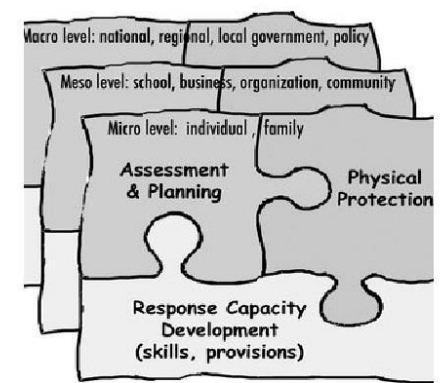 Macro level: national, regional, local government, policy
Meso level: school, business, organization, community
Micro level: individual, family
Assessment
& Planning
Physical
Protection
Response Capacity
Development
(skills, provisions)